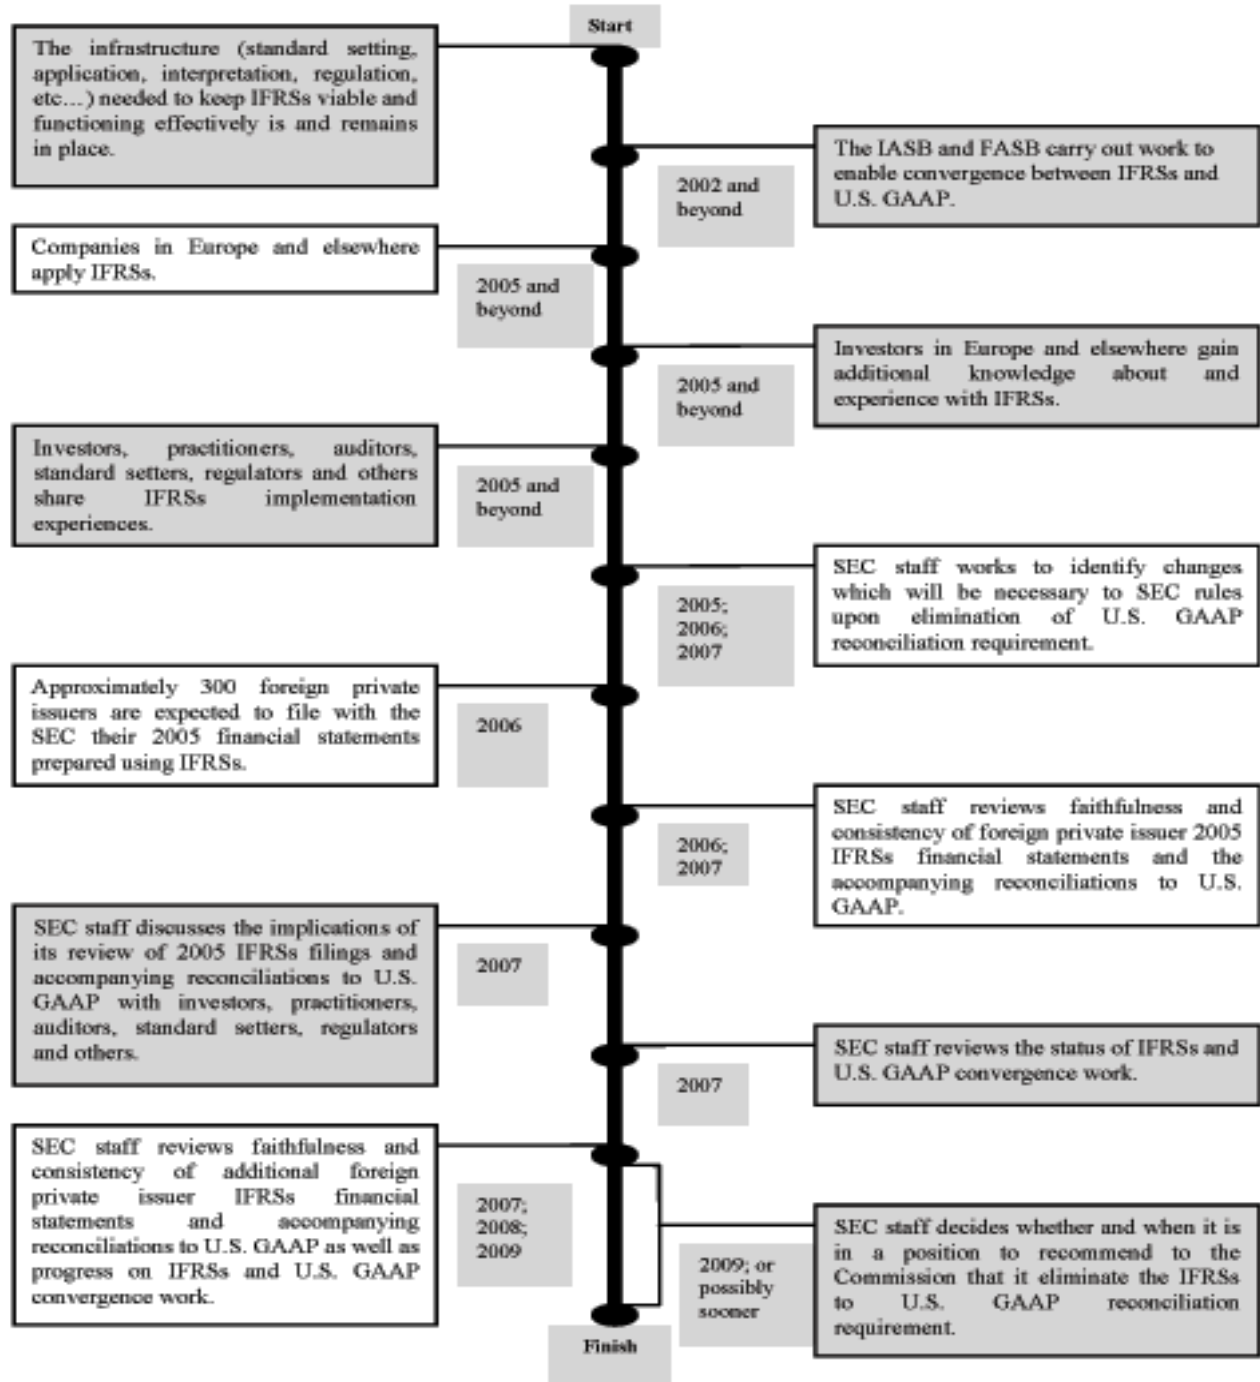 Start
The infrastructure (standard setting,
application, interpretation, regulation,
etc...) needed to keep IFRSs viable and
functioning effectively is and remains
in place.
The IASB and FASB carry out work to
enable convergence between IFRSs and
U.S. GAAP.
2002 and
beyond
Companies in Europe and elsewhere
apply IFRSs.
2005 and
beyond
Investors in Europe and elsewhere gain
additional knowledge about and
experience with IFRSs.
2005 and
beyond
Investors, practitioners, auditors,
standard setters, regulators and others
share IFRSs implementation
experiences.
2005 and
beyond
SEC staff works to identify changes
which will be necessary to SEC rules
upon elimination of U.S. GAAP
reconciliation requirement.
2005;
2006;
2007
Approximately 300 foreign private
issuers are expected to file with the
SEC their 2005 financial statements
prepared using IFRSs.
2006
SEC staff reviews faithfulness and
consistency of foreign private issuer 2005
IFRSs financial statements and the
accompanying reconciliations to U.S.
GAAP.
2006;
2007
SEC staff discusses the implications of
its review of 2005 IFRSs filings and
accompanying reconciliations to U.S.
GAAP with investors, practitioners,
auditors, standard setters, regulators
and others.
2007
SEC staff reviews the status of IFRSs and
U.S. GAAP convergence work.
2007
SEC staff reviews faithfulness and
consistency of additional foreign
private issuer IFRSs financial
statements and accompanying
reconciliations to U.S. GAAP as well as
progress on IFRSs and U.S. GAAP
convergence work.
2007;
2008;
2009
SEC staff decides whether and when it is
in a position to recommend to the
Commission that it eliminate the IFRSs
to U.S. GAAP reconciliation
requirement.
2009; or
possibly
sooner
Finish